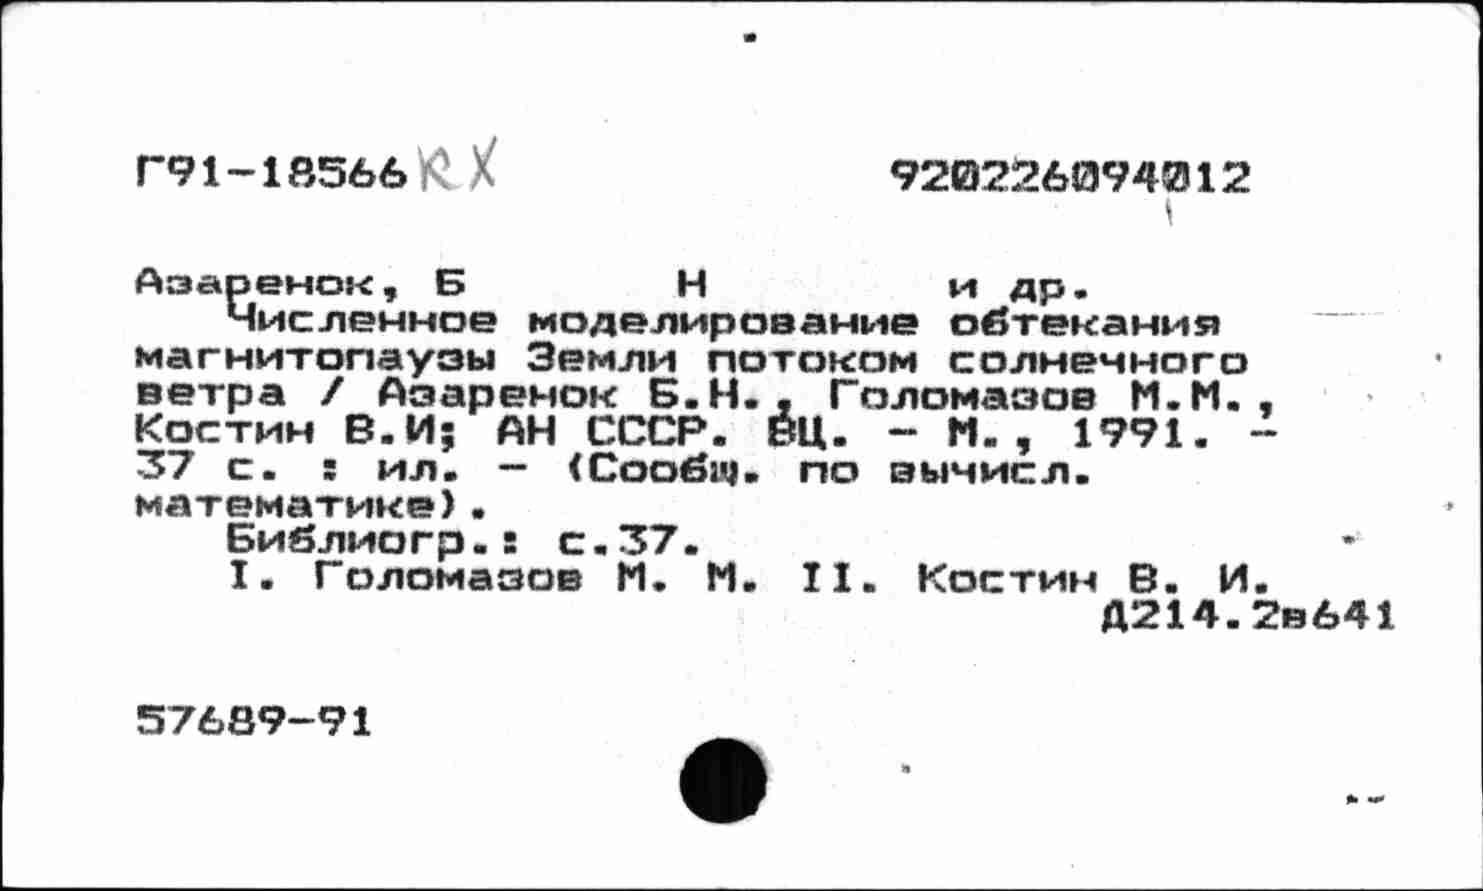 Г91-18566 RX 920226094012
Азаренок, Б Н и др.
Численное моделирование обтекания
магнитопаузы Земли потоком солнечного
ветра / Азаренок Б.Н., Голомазов М.М.,
Костин В.И; АН СССР. ВЦ. - М., 1991. -
37 с. : ил. - (Сообщ. по вычисл.
математике).
Библиогр.: с.37.
I. Голомазов М. М. II. Костин В. И.
Д214.2в641
57689-91